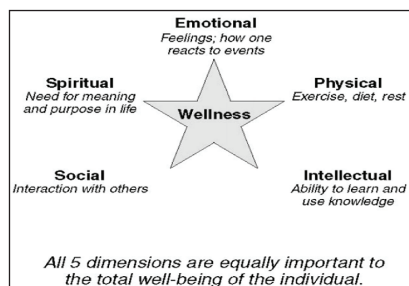 Emotional
Feelings; how one
reacts to events
Spiritual
Need for meaning
and purpose in life
Physical
Exercise, diet, rest
Wellness
Social
Interaction with others
Intellectual
Ability to learn and
use knowledge
All 5 dimensions are equally important to
the total well-being of the individual.